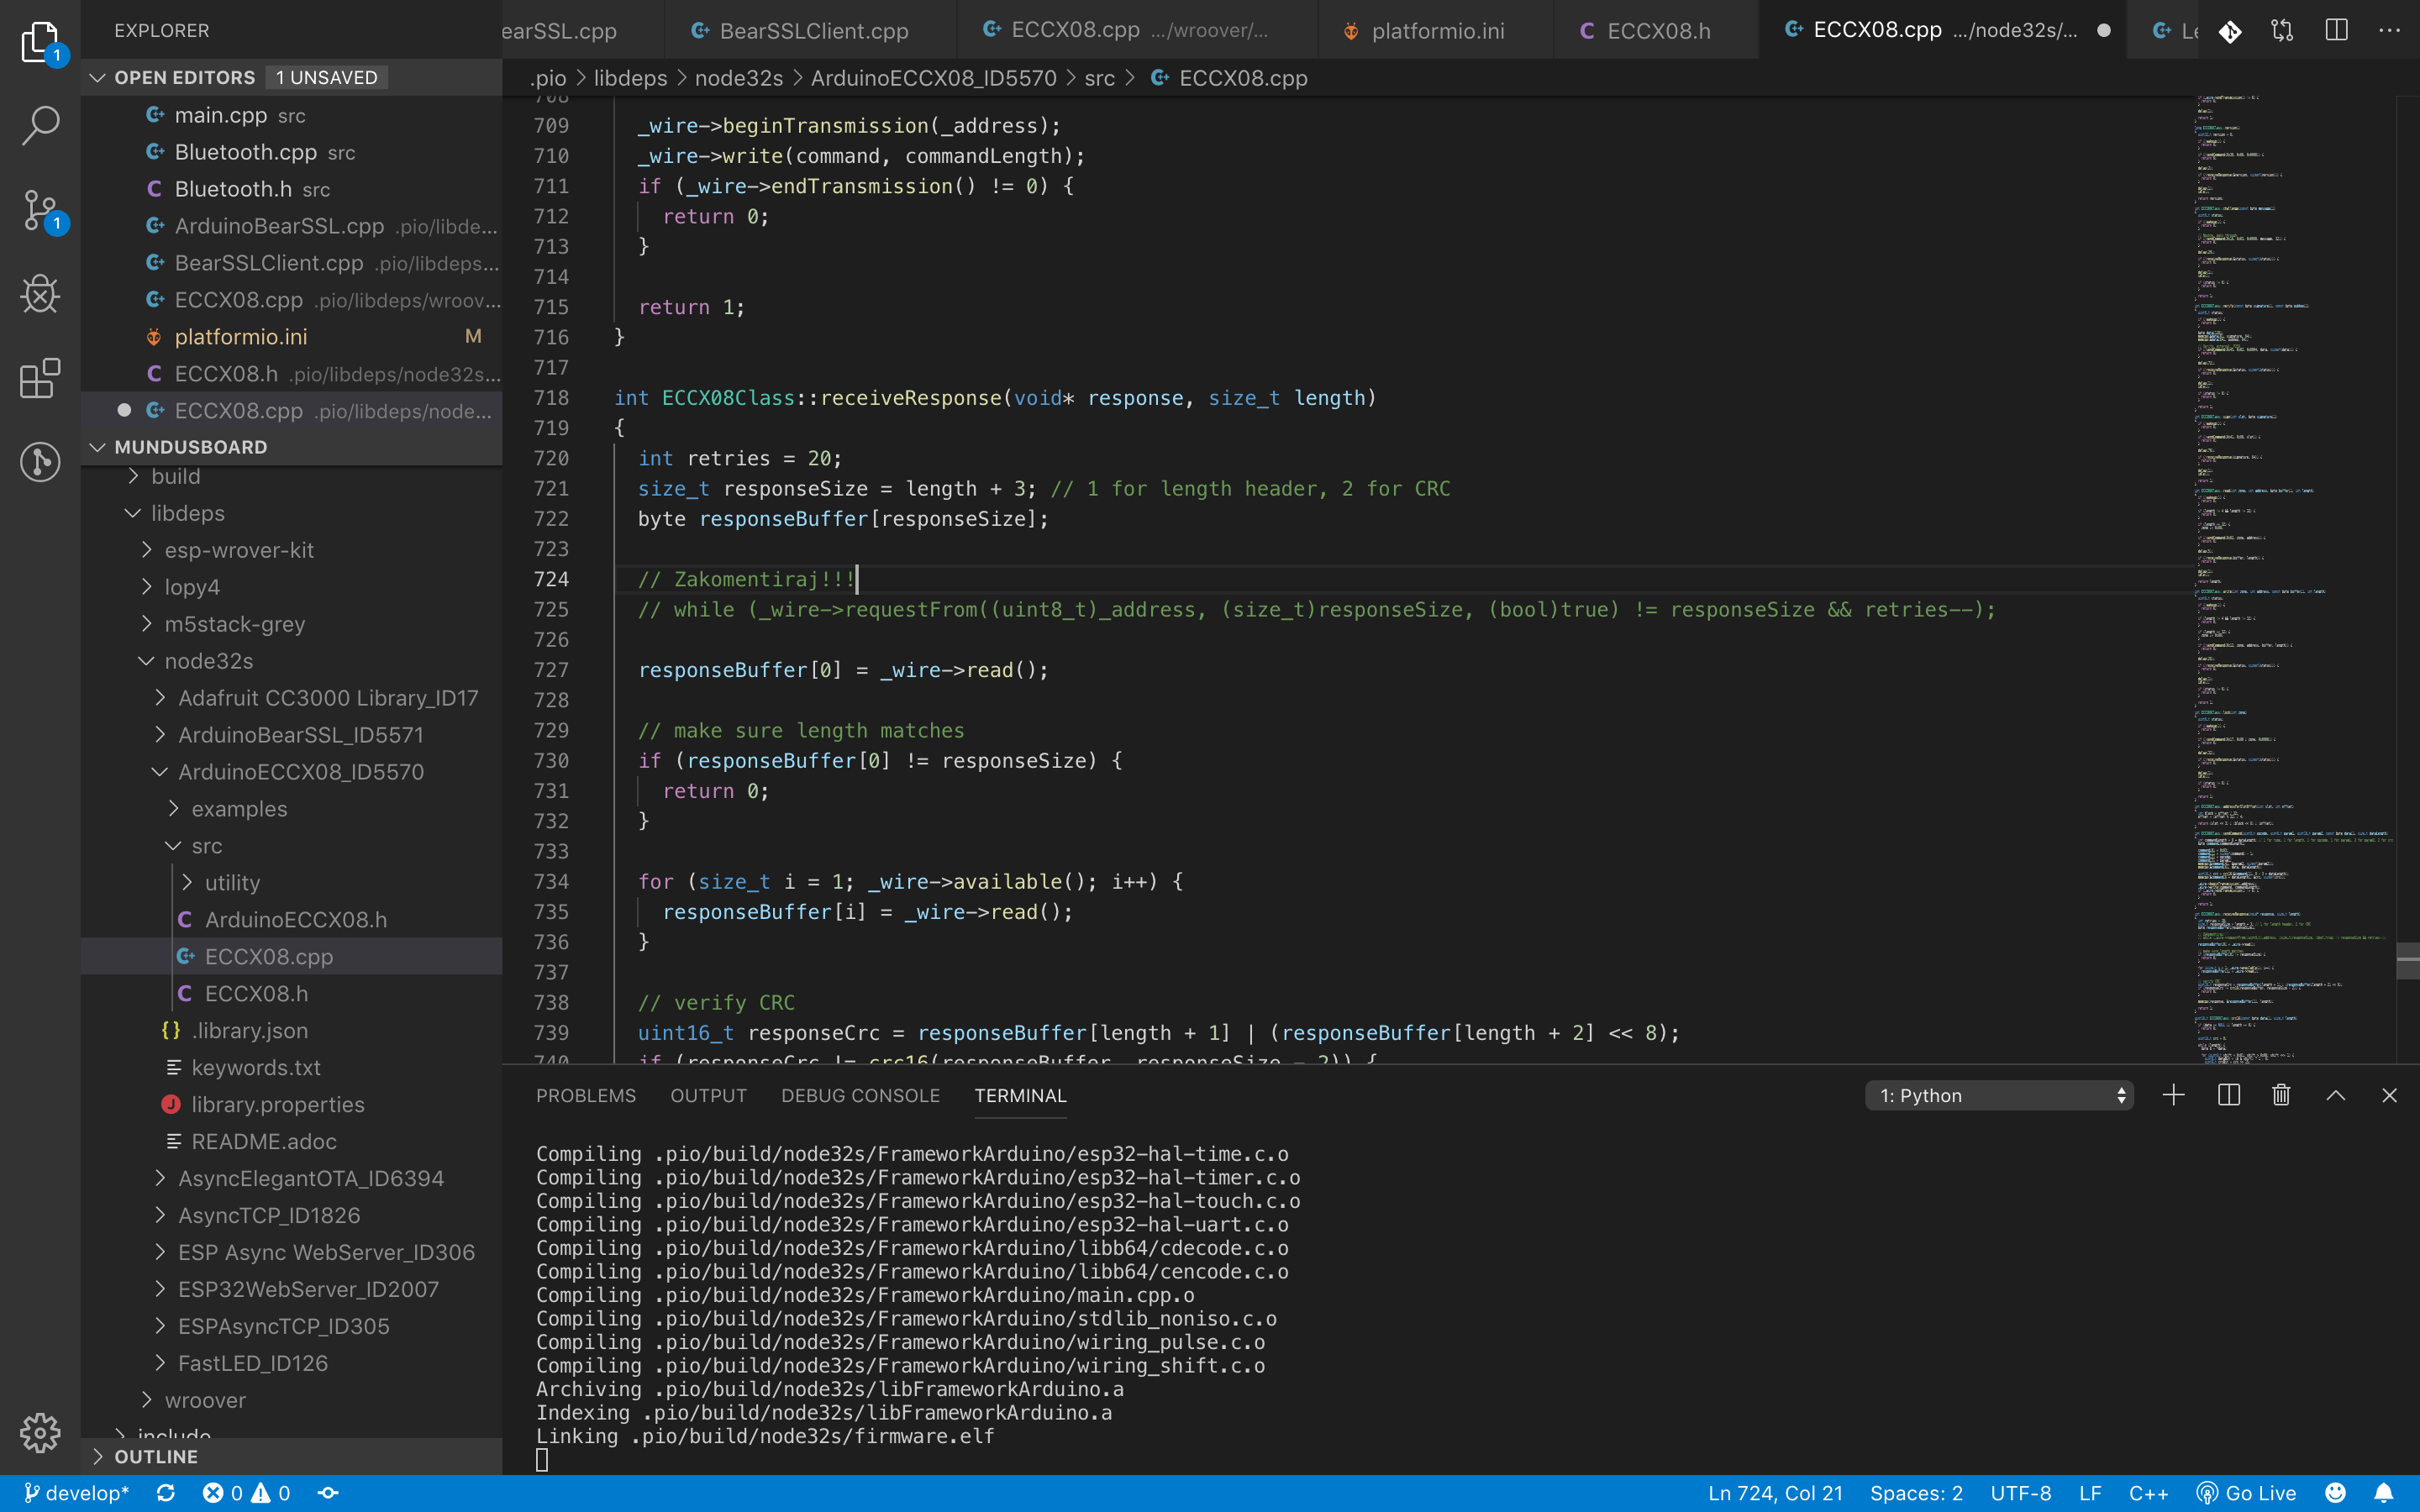 EXPLORER
OPEN EDITORS 1 UNSAVED
main.cpp src
Bluetooth.cpp src
Bluetooth.h src
ArduinoBearSSL.cpp .pio/libde...
BearSSLClient.cpp .pio/libdeps...
ECCX08.cpp .pio/libdeps/wroov...
platformio.ini M
ECCX08.h .pio/libdeps/node32s...
ECCX08.cpp .pio/libdeps/node...
MUNDUSBOARD
build
libdeps
esp-wrover-kit
lopy4
m5stack-grey
node32s
Adafruit CC3000 Library_ID17
ArduinoBearSSL_ID5571
ArduinoECCX08_ID5570
examples
src
utility
ArduinoECCX08.h
ECCX08.cpp
ECCX08.h
.library.json
keywords.txt
library.properties
README.adoc
AsyncElegantOTA_ID6394
AsyncTCP_ID1826
ESP Async WebServer_ID306
ESP32WebServer_ID2007
ESPAsyncTCP_ID305
FastLED_ID126
wroover
include
OUTLINE
earSSL.cpp BearSSLClient.cpp ECCX08.cpp .../wroover/... platformio.ini ECCX08.h ECCX08.cpp .../node32s/...
.pio > libdeps > node32s > ArduinoECCX08_ID5570 > src > ECCX08.cpp
708
709 _wire->beginTransmission(_address);
710 _wire->write(command, commandLength);
711 if (_wire->endTransmission() != 0) {
712 return 0;
713 }
714
715 return 1;
716 }
717
718 int ECCX08Class::receiveResponse(void* response, size_t length)
719 {
720 int retries = 20;
721 size_t responseSize = length + 3; // 1 for length header, 2 for CRC
722 byte responseBuffer[responseSize];
723
724 // Zakomentiraj!!!
725 // while (_wire->requestFrom((uint8_t)_address, (size_t)responseSize, (bool)true) != responseSize && retries--);
726
727 responseBuffer[0] = _wire->read();
728
729 // make sure length matches
730 if (responseBuffer[0] != responseSize) {
731 return 0;
732 }
733
734 for (size_t i = 1; _wire->available(); i++) {
735 responseBuffer[i] = _wire->read();
736 }
737
738 // verify CRC
739 uint16_t responseCrc = responseBuffer[length + 1] | (responseBuffer[length + 2] << 8);
740 if (responseCrc != crc16(responseBuffer, responseSize - 2)) {
PROBLEMS OUTPUT DEBUG CONSOLE TERMINAL 1: Python
Compiling .pio/build/node32s/FrameworkArduino/esp32-hal-time.c.o
Compiling .pio/build/node32s/FrameworkArduino/esp32-hal-timer.c.o
Compiling .pio/build/node32s/FrameworkArduino/esp32-hal-touch.c.o
Compiling .pio/build/node32s/FrameworkArduino/esp32-hal-uart.c.o
Compiling .pio/build/node32s/FrameworkArduino/libb64/cdecode.c.o
Compiling .pio/build/node32s/FrameworkArduino/libb64/cencode.c.o
Compiling .pio/build/node32s/FrameworkArduino/main.cpp.o
Compiling .pio/build/node32s/FrameworkArduino/stdlib_noniso.c.o
Compiling .pio/build/node32s/FrameworkArduino/wiring_pulse.c.o
Compiling .pio/build/node32s/FrameworkArduino/wiring_shift.c.o
Archiving .pio/build/node32s/libFrameworkArduino.a
Indexing .pio/build/node32s/libFrameworkArduino.a
Linking .pio/build/node32s/firmware.elf
develop* 0 0 Ln 724, Col 21 Spaces: 2 UTF-8 LF C++ Go Live